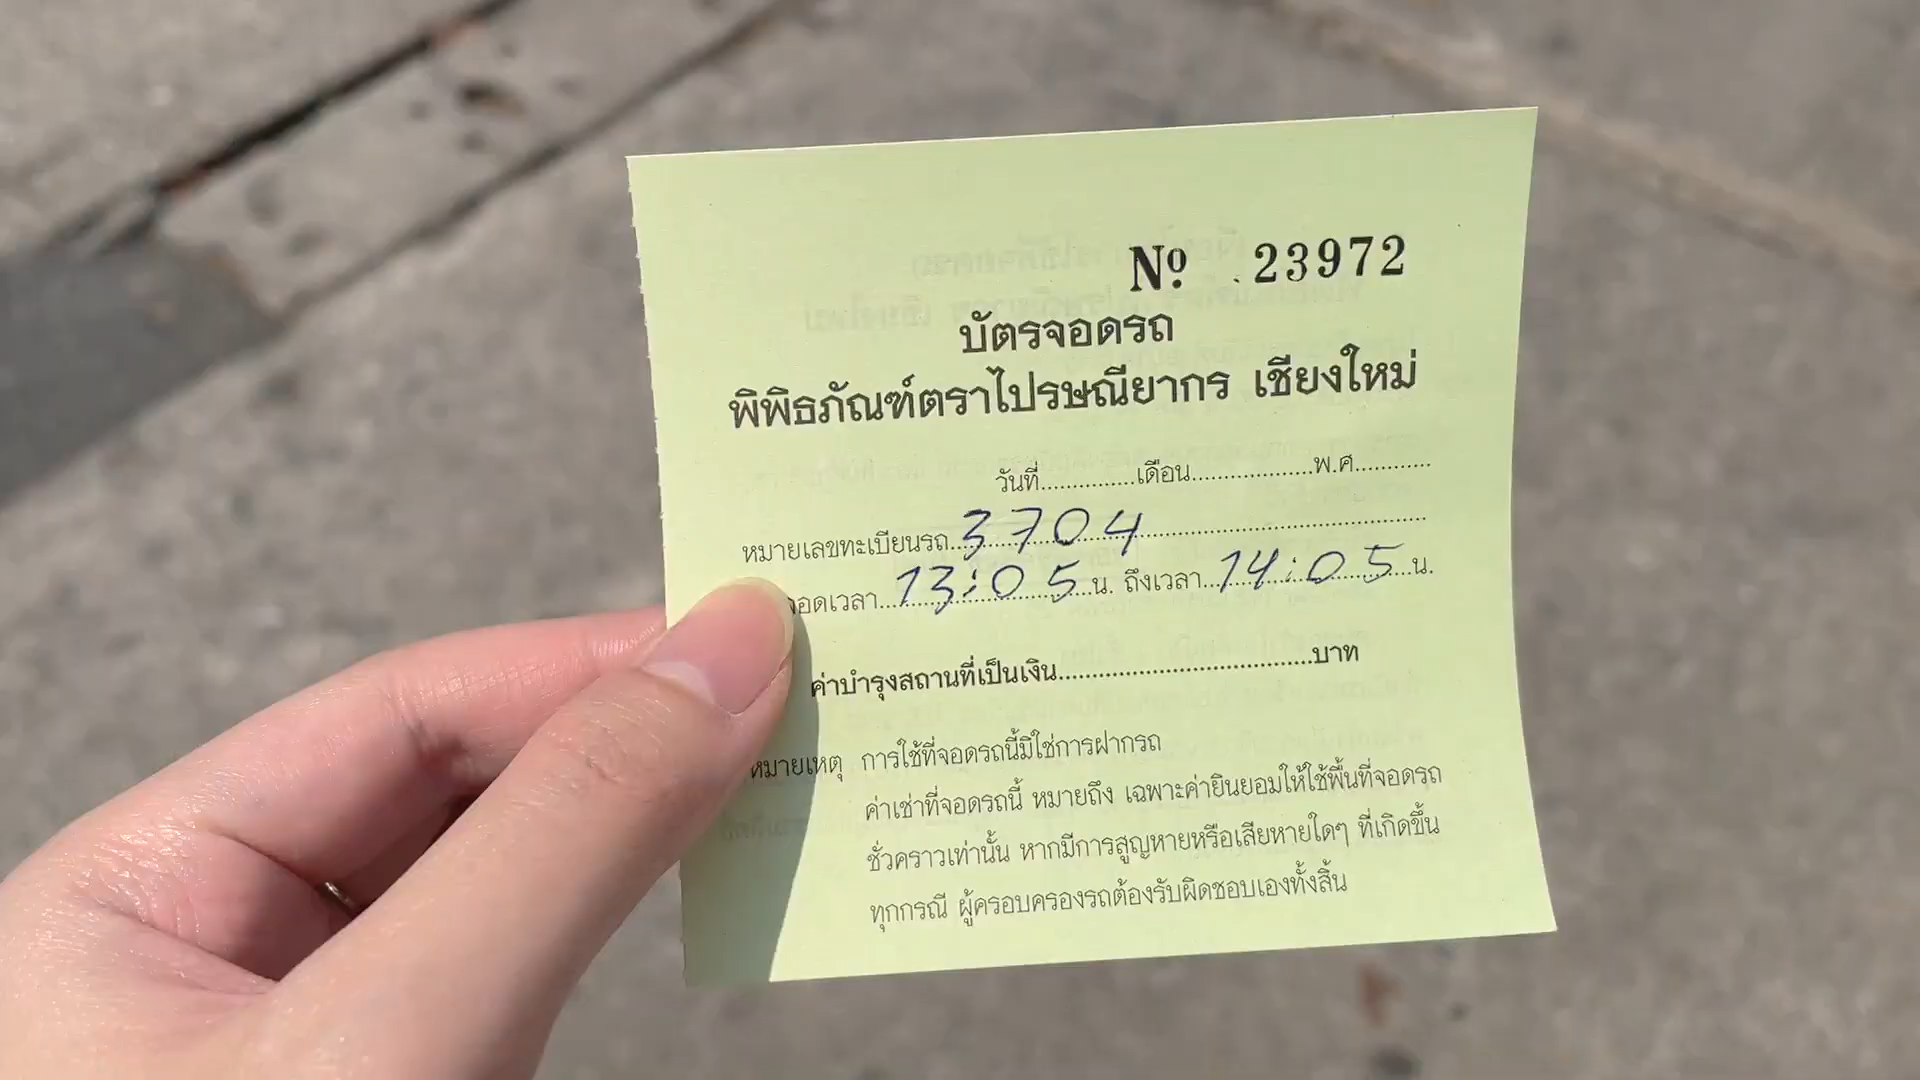 Nº 23972
บัตรจอดรถ
พิพิธภัณฑ์ตราไปรษณียากร เชียงใหม่
วันที่...............เดือน...................พ.ศ............
หมายเลขทะเบียนรถ 3704
จอดเวลา 13:05 น. ถึงเวลา 14:05 น.
ค่าบำรุงสถานที่เป็นเงิน........................................บาท
หมายเหตุ การใช้ที่จอดรถนี้มิใช่การฝากรถ
ค่าเช่าที่จอดรถนี้ หมายถึง เฉพาะค่ายินยอมให้ใช้พื้นที่จอดรถ
ชั่วคราวเท่านั้น หากมีการสูญหายหรือเสียหายใดๆ ที่เกิดขึ้น
ทุกกรณี ผู้ครอบครองรถต้องรับผิดชอบเองทั้งสิ้น